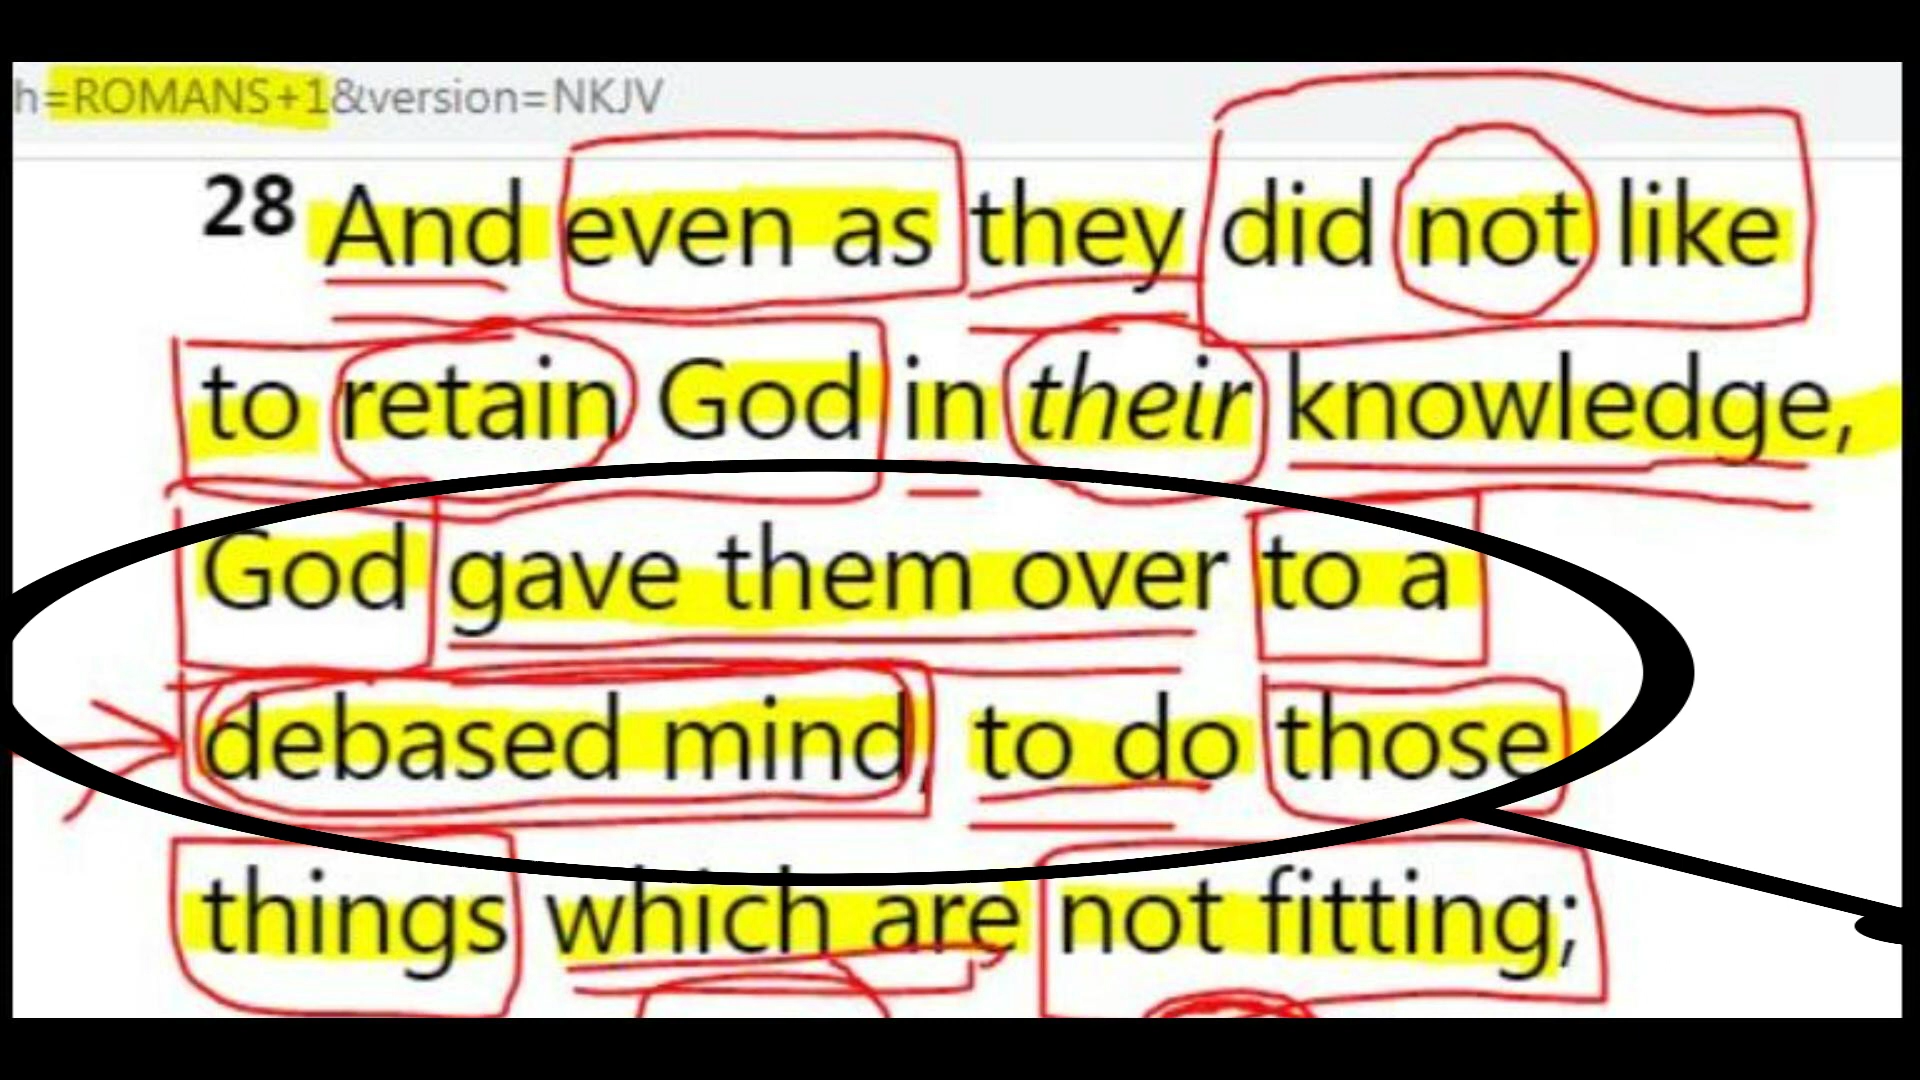 h=ROMANS+1&version=NKJV
28 And even as they did not like
to retain God in their knowledge,
God gave them over to a
debased mind, to do those
things which are not fitting;